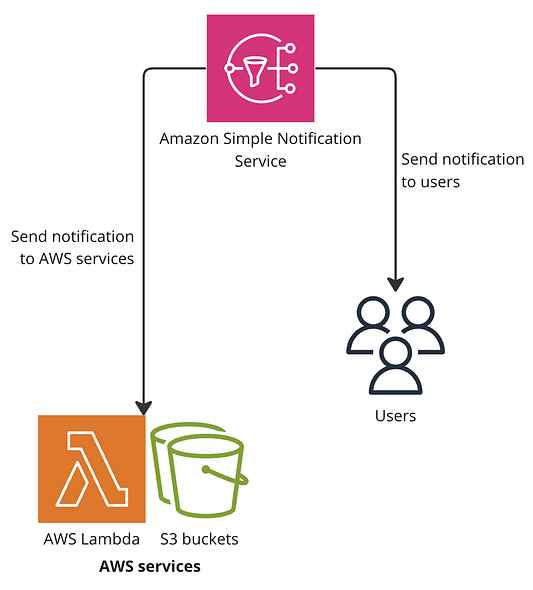 Amazon Simple Notification
Service
Send notification
to users
Send notification
to AWS services
Users
AWS Lambda
S3 buckets
AWS services